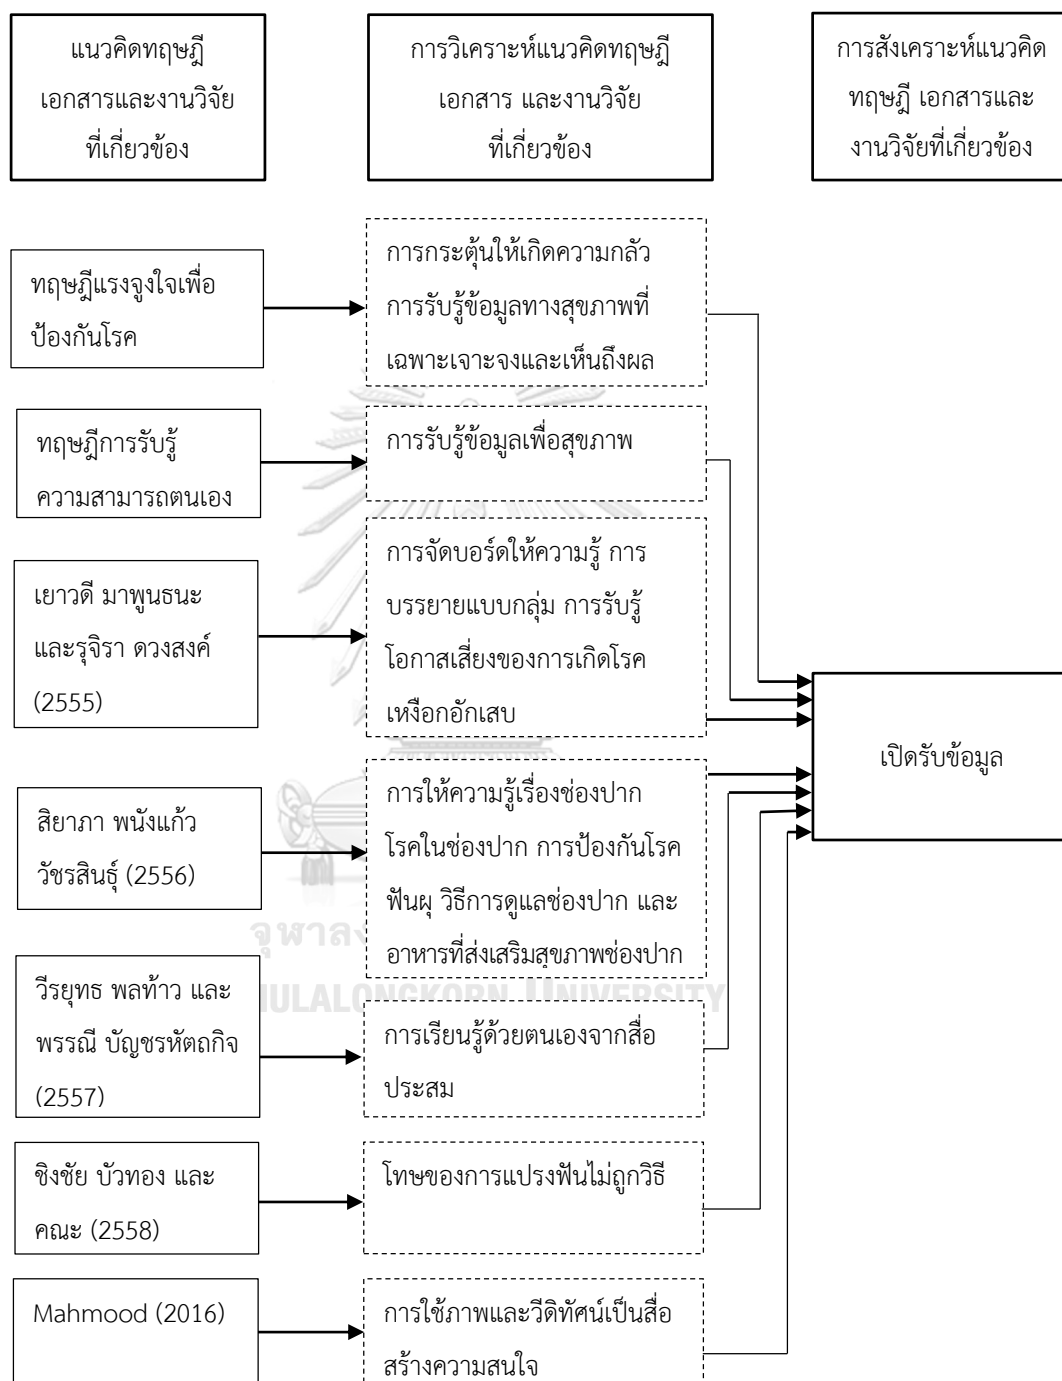 แนวคิดทฤษฎี
เอกสารและงานวิจัย
ที่เกี่ยวข้อง
การวิเคราะห์แนวคิดทฤษฎี
เอกสาร และงานวิจัย
ที่เกี่ยวข้อง
การสังเคราะห์แนวคิด
ทฤษฎี เอกสารและ
งานวิจัยที่เกี่ยวข้อง
ทฤษฎีแรงจูงใจเพื่อ
ป้องกันโรค
การกระตุ้นให้เกิดความกลัว
การรับรู้ข้อมูลทางสุขภาพที่
เฉพาะเจาะจงและเห็นถึงผล
ทฤษฎีการรับรู้
ความสามารถตนเอง
การรับรู้ข้อมูลเพื่อสุขภาพ
เยาวดี มาพูนธนะ
และรุจิรา ดวงสงค์
(2555)
การจัดบอร์ดให้ความรู้ การ
บรรยายแบบกลุ่ม การรับรู้
โอกาสเสี่ยงของการเกิดโรค
เหงือกอักเสบ
เปิดรับข้อมูล
สิยาภา พนังแก้ว
วัชรสินธุ์ (2556)
การให้ความรู้เรื่องช่องปาก
โรคในช่องปาก การป้องกันโรค
ฟันผุ วิธีการดูแลช่องปาก และ
อาหารที่ส่งเสริมสุขภาพช่องปาก
จุฬาลง
HULALONGKORN UNIVERSITY
วีรยุทธ พลท้าว และ
พรรณี บัญชรหัตถกิจ
(2557)
การเรียนรู้ด้วยตนเองจากสื่อ
ประสม
ชิงชัย บัวทอง และ
คณะ (2558)
โทษของการแปรงฟันไม่ถูกวิธี
Mahmood (2016)
การใช้ภาพและวีดิทัศน์เป็นสื่อ
สร้างความสนใจ